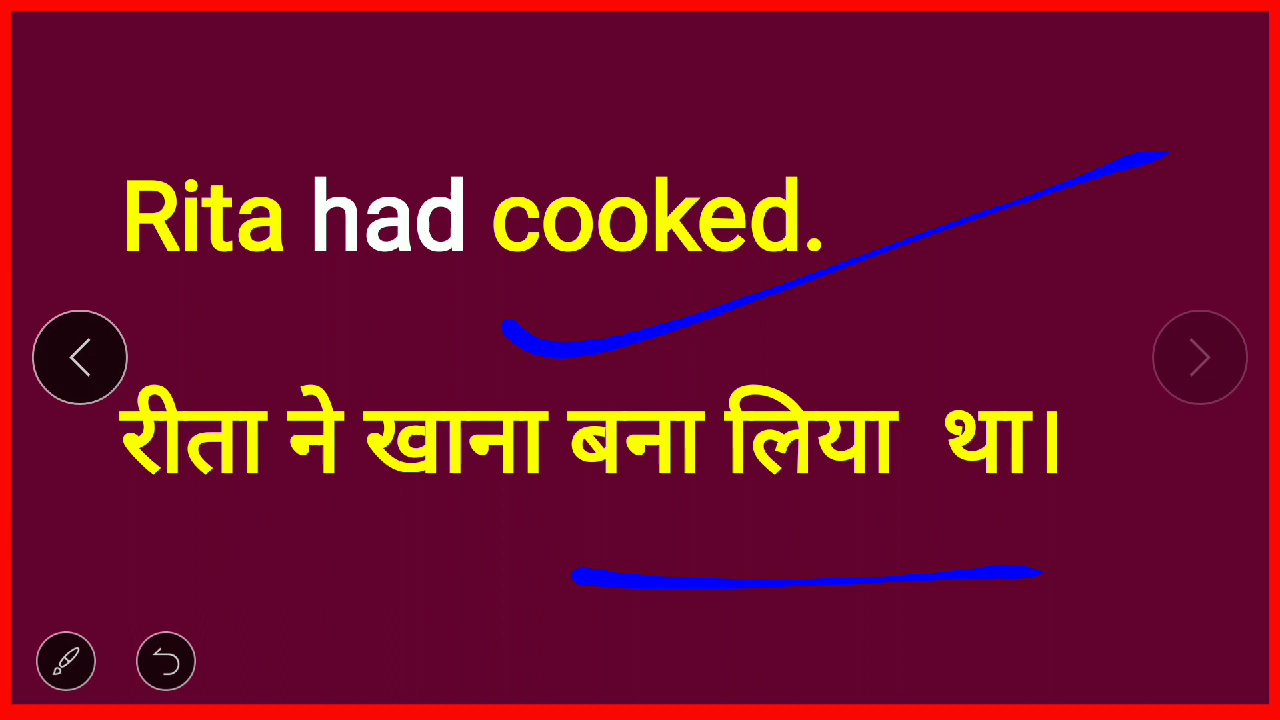 Rita had cooked.
रीता ने खाना बना लिया था।